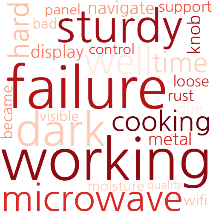 panel navigate support
hard bad sturdy knob
display control
well time
failure loose
rust
became visible dark cooking
metal
working
moisture quality
microwave wifi